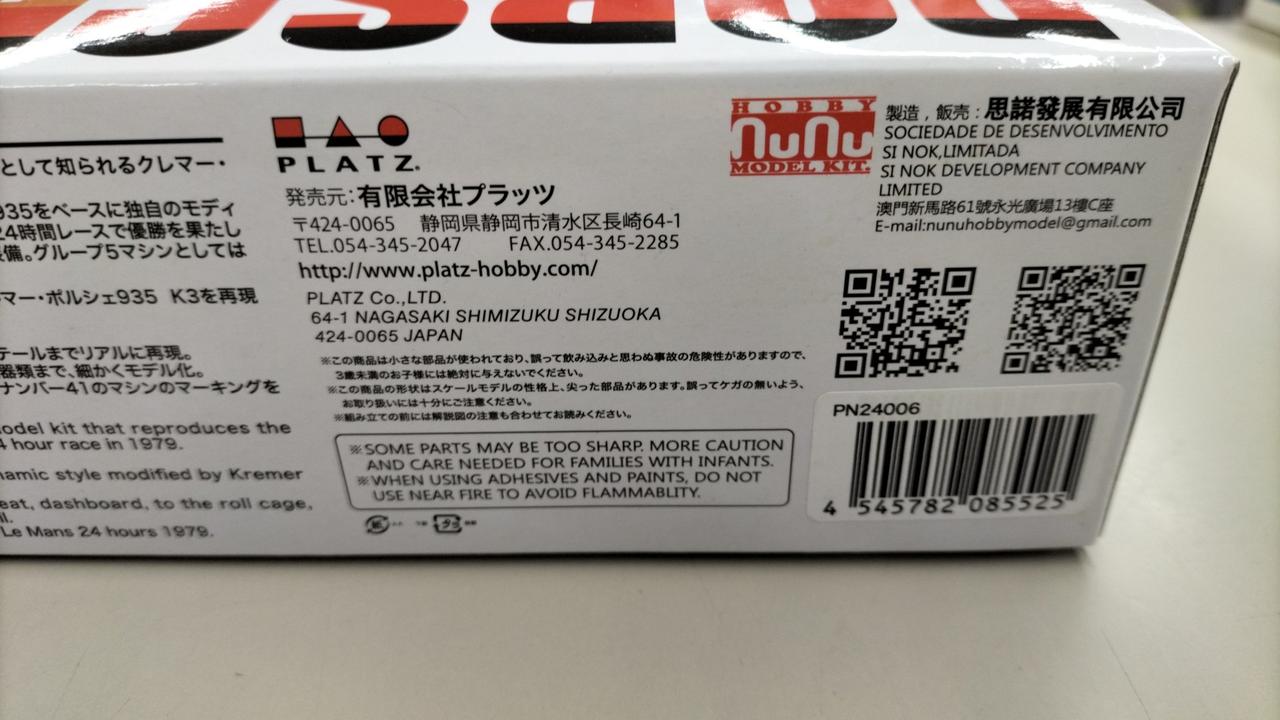 として知られるクレマー・
935をベースに独自のモディ
24時間レースで優勝を果たし
備。グループ5マシンとしては
マー・ポルシェ935 K3を再現
テールまでリアルに再現。
器類まで、細かくモデル化。
ナンバー41のマシンのマーキングを
model kit that reproduces the
4 hour race in 1979.
namic style modified by Kremer
eat, dashboard, to the roll cage,
Le Mans 24 hours 1979.
PLATZ.
発売元:有限会社プラッツ
〒424-0065 静岡県静岡市清水区長崎64-1
TEL.054-345-2047 FAX.054-345-2285
http://www.platz-hobby.com/
PLATZ Co.,LTD.
64-1 NAGASAKI SHIMIZUKU SHIZUOKA
424-0065 JAPAN
※この商品は小さな部品が使われており、誤って飲み込みと思わぬ事故の危険性がありますので、
3歳未満のお子様には絶対に与えないでください。
※この商品の形状はスケールモデルの性格上、尖った部品があります。誤ってケガの無いよう、
お取り扱いには十分にご注意ください。
※組み立ての前には解説図の注意も合わせてお読みください。
※SOME PARTS MAY BE TOO SHARP. MORE CAUTION
AND CARE NEEDED FOR FAMILIES WITH INFANTS.
※WHEN USING ADHESIVES AND PAINTS, DO NOT
USE NEAR FIRE TO AVOID FLAMMABLITY.
HOBBY
NuNu
MODEL KIT.
製造，飯売：思諾發展有限公司
SOCIEDADE DE DESENVOLVIMENTO
SI NOK,LIMITADA
SI NOK DEVELOPMENT COMPANY
LIMITED
澳門新馬路61號永光廣場13樓C座
E-mail:nunuhobbymodel@gmail.com
PN24006
4 545782 085525